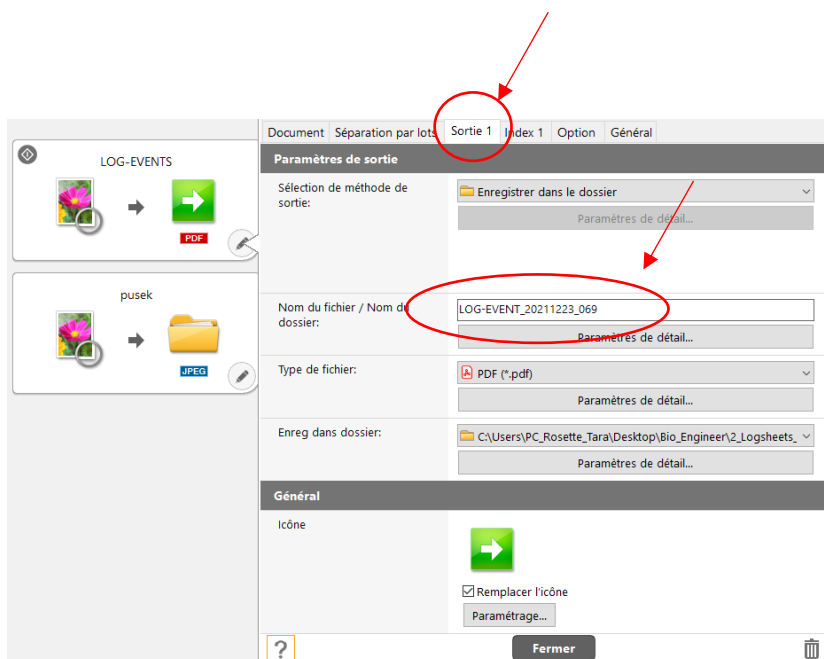 Document Séparation par lots Sortie 1 Index 1 Option Général
LOG-EVENTS
PDF
pusek
JPEG
Paramètres de sortie
Sélection de méthode de
sortie:
Enregistrer dans le dossier
Paramètres de détail...
Nom du fichier / Nom du
dossier:
LOG-EVENT_20211223_069
Paramètres de détail...
Type de fichier:
PDF (*.pdf)
Paramètres de détail...
Enreg dans dossier:
C:\Users\PC_Rosette_Tara\Desktop\Bio_Engineer\2_Logsheets_
Paramètres de détail...
Général
Icône
Remplacer l'icône
Paramétrage...
?
Fermer